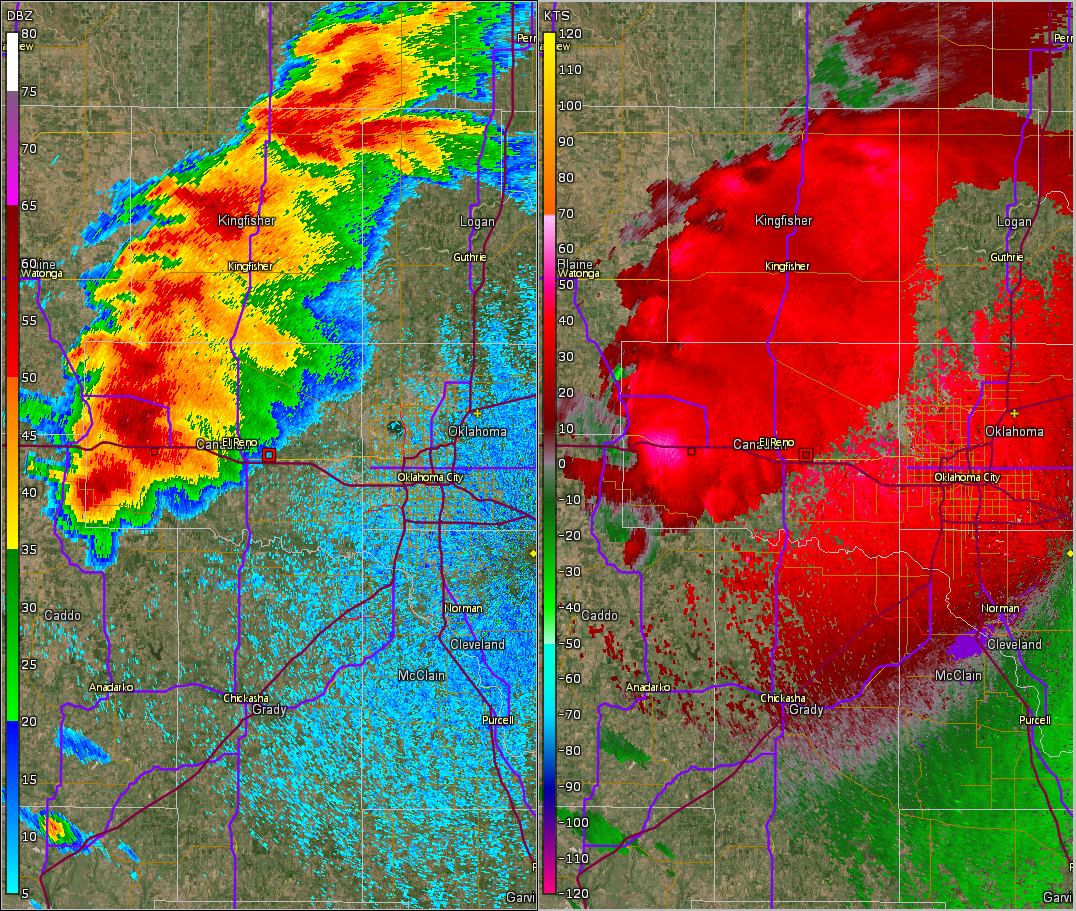 DBZ
80
75
70
65
60
55
50
45
40
35
30
25
20
15
10
5
Perr
Kingfisher
Logan
Guthrie
Kingfisher
Watonga
El Reno
Oklahoma
Oklahoma City
Caddo
Norman
Cleveland
McClain
Anadarko
Chickasha
Grady
Purcell
Garvi
KTS
120
110
100
90
80
70
60
50
40
30
20
10
0
-10
-20
-30
-40
-50
-60
-70
-80
-90
-100
-110
-120
Perr
Kingfisher
Logan
Guthrie
Blaine
Kingfisher
Watonga
Oklahoma
El Reno
Oklahoma City
Caddo
Norman
Cleveland
McClain
Anadarko
Chickasha
Grady
Purcell
Garvi